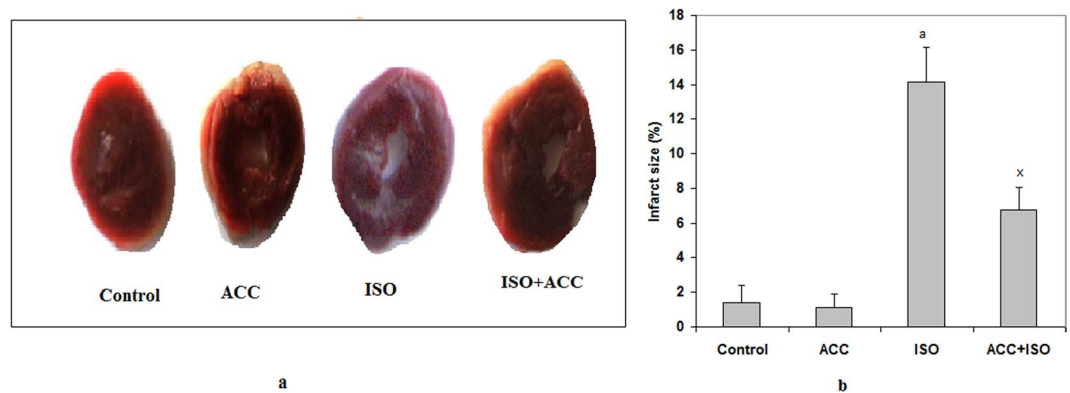 Control
ACC
ISO
ISO+ACC
a
18
16
14
12
10
8
6
4
2
0
Infarct size (%)
a
x
Control
ACC
ISO
ACC+ISO
b